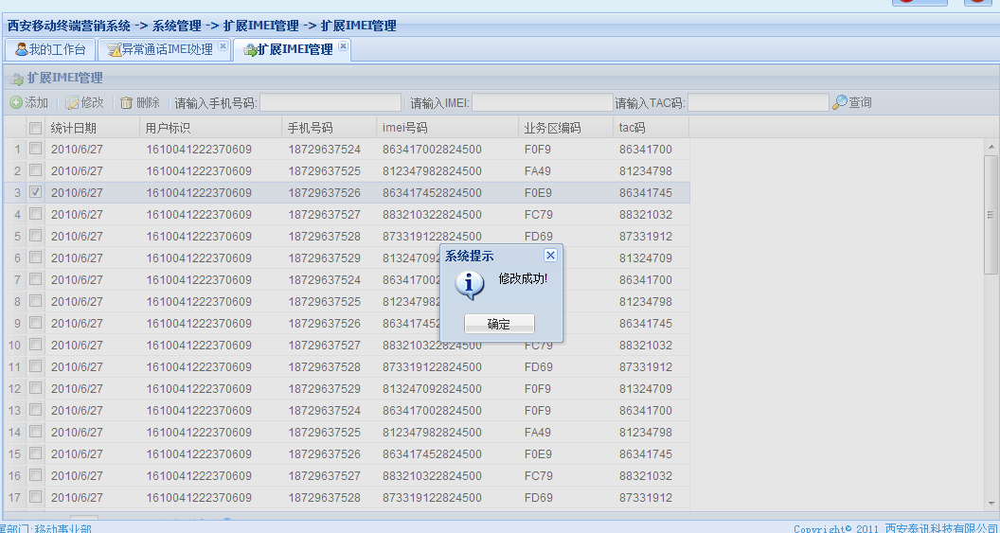 西安移动终端营销系统 -> 系统管理 -> 扩展IMEI管理 -> 扩展IMEI管理
我的工作台 异常通话IMEI处理 扩展IMEI管理
扩展IMEI管理
添加 修改 删除 请输入手机号码: 请输入IMEI: 请输入TAC码: 查询
统计日期 用户标识 手机号码 imei号码 业务区编码 tac码
1 2010/6/27 1610041222370609 18729637524 863417002824500 F0F9 86341700
2 2010/6/27 1610041222370609 18729637525 812347982824500 FA49 81234798
3 2010/6/27 1610041222370609 18729637526 863417452824500 F0E9 86341745
4 2010/6/27 1610041222370609 18729637527 883210322824500 FC79 88321032
5 2010/6/27 1610041222370609 18729637528 873319122824500 FD69 87331912
6 2010/6/27 1610041222370609 18729637529 81324709 81324709
7 2010/6/27 1610041222370609 18729637524 86341700 86341700
8 2010/6/27 1610041222370609 18729637525 81234798 81234798
9 2010/6/27 1610041222370609 18729637526 86341745 86341745
10 2010/6/27 1610041222370609 18729637527 883210322824500 FC79 88321032
11 2010/6/27 1610041222370609 18729637528 873319122824500 FD69 87331912
12 2010/6/27 1610041222370609 18729637529 813247092824500 F0F9 81324709
13 2010/6/27 1610041222370609 18729637524 863417002824500 F0F9 86341700
14 2010/6/27 1610041222370609 18729637525 812347982824500 FA49 81234798
15 2010/6/27 1610041222370609 18729637526 863417452824500 F0E9 86341745
16 2010/6/27 1610041222370609 18729637527 883210322824500 FC79 88321032
17 2010/6/27 1610041222370609 18729637528 873319122824500 FD69 87331912
系统提示
修改成功!
确定
部门:移动事业部 Copyright© 2011 西安泰讯科技有限公司